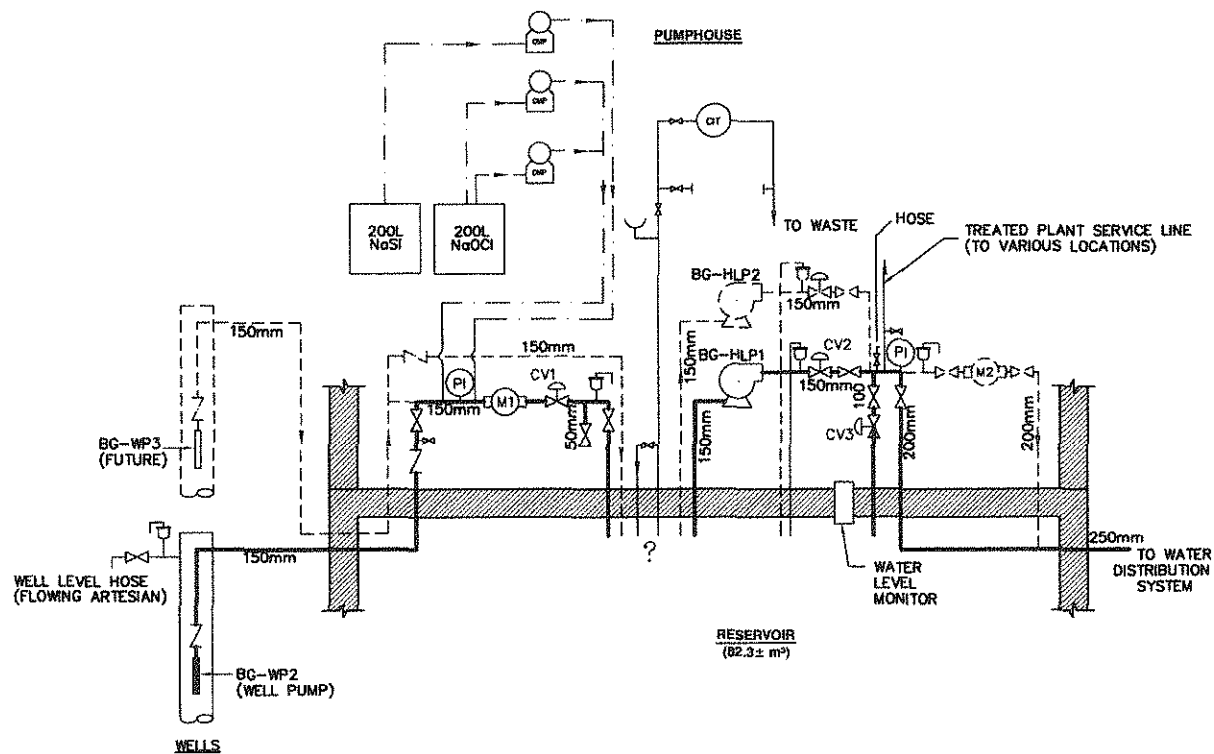 PUMPHOUSE
CMP
CMP
CMP
CIT
200L
NaSI
200L
NaOCl
TO WASTE
HOSE
TREATED PLANT SERVICE LINE
(TO VARIOUS LOCATIONS)
BG-HLP2
150mm
150mm
150mm
150mm
BG-HLP1
CV2
PI
150mm
PI
150mm
M1
CV1
50mm
M2
100
CV3
200mm
200mm
150mm
BG-WP3
(FUTURE)
150mm
WELL LEVEL HOSE
(FLOWING ARTESIAN)
?
WATER
LEVEL
MONITOR
250mm
TO WATER
DISTRIBUTION
SYSTEM
RESERVOIR
(82.3± m³)
BG-WP2
(WELL PUMP)
WELLS